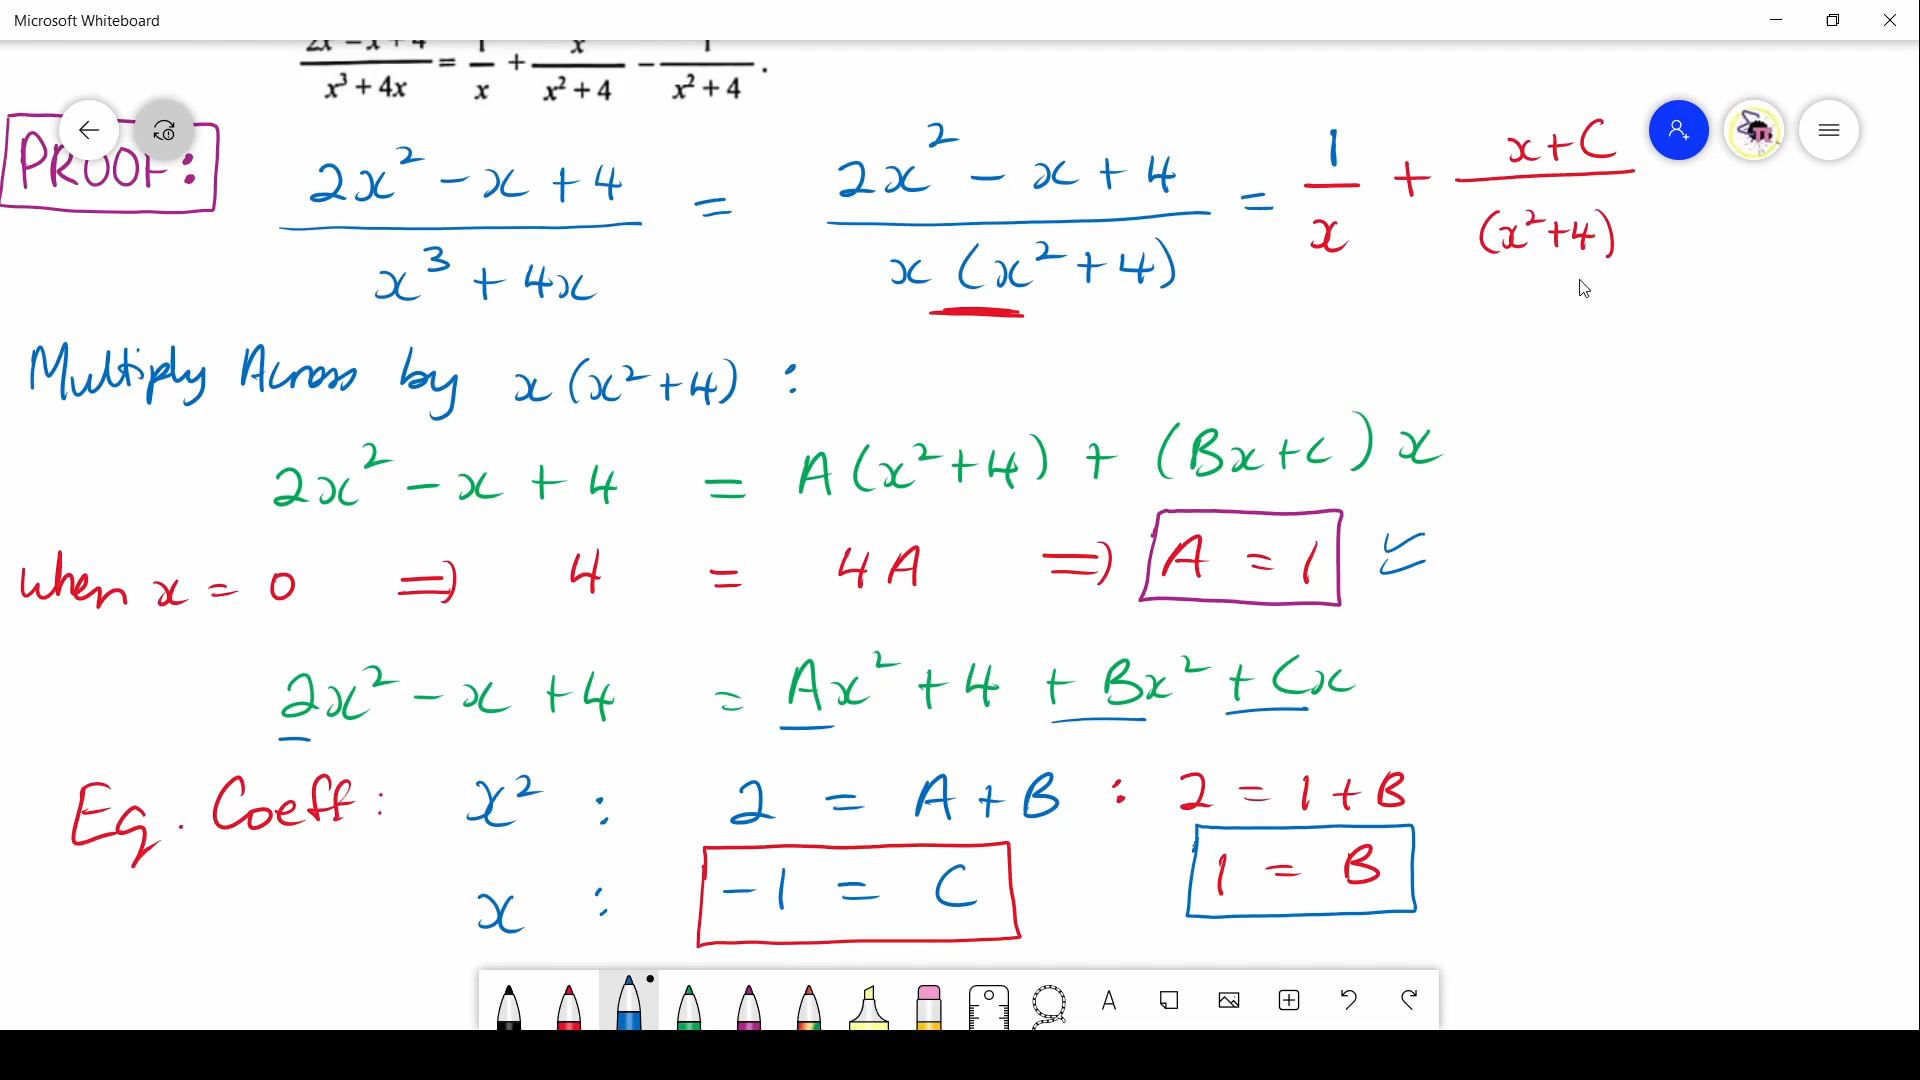 Microsoft Whiteboard
2x² − x + 4 / x³ + 4x = 1/x + x / x² + 4 − 1 / x² + 4 .
PROOF:
2x² − x + 4 / x³ + 4x = 2x² − x + 4 / x (x² + 4) = 1/x + x + C / (x² + 4)
Multiply Across by x (x² + 4) :
2x² − x + 4 = A(x² + 4) + (Bx + C) x
when x = 0 ⇒ 4 = 4A ⇒ A = 1
2x² − x + 4 = Ax² + 4 + Bx² + Cx
Eq. Coeff : x² : 2 = A + B : 2 = 1 + B
1 = B
x : −1 = C